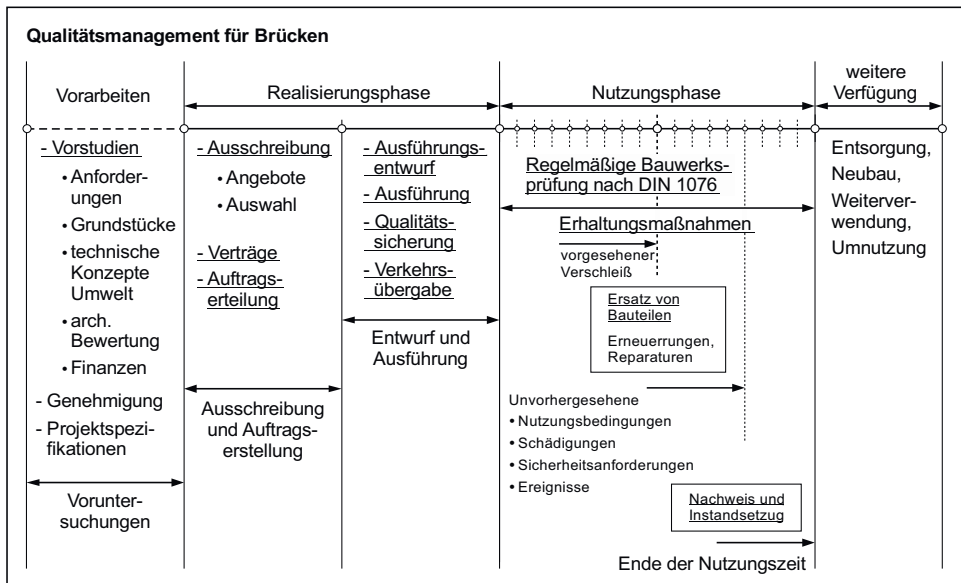 Qualitätsmanagement für Brücken
Vorarbeiten
Realisierungsphase
Nutzungsphase
weitere
Verfügung
- Vorstudien
• Anforder-
ungen
• Grundstücke
• technische
Konzepte
Umwelt
• arch.
Bewertung
• Finanzen
- Genehmigung
- Projektspezi-
fikationen
Vorunter-
suchungen
- Ausschreibung
• Angebote
• Auswahl
- Verträge
- Auftrags-
erteilung
Ausschreibung
und Auftrags-
erstellung
- Ausführungs-
entwurf
- Ausführung
- Qualitäts-
sicherung
- Verkehrs-
übergabe
Entwurf und
Ausführung
Regelmäßige Bauwerks-
prüfung nach DIN 1076
Erhaltungsmaßnahmen
vorgesehener
Verschleiß
Ersatz von
Bauteilen
Erneuerrungen,
Reparaturen
Unvorhergesehene
• Nutzungsbedingungen
• Schädigungen
• Sicherheitsanforderungen
• Ereignisse
Nachweis und
Instandsetzug
Ende der Nutzungszeit
Entsorgung,
Neubau,
Weiterver-
wendung,
Umnutzung